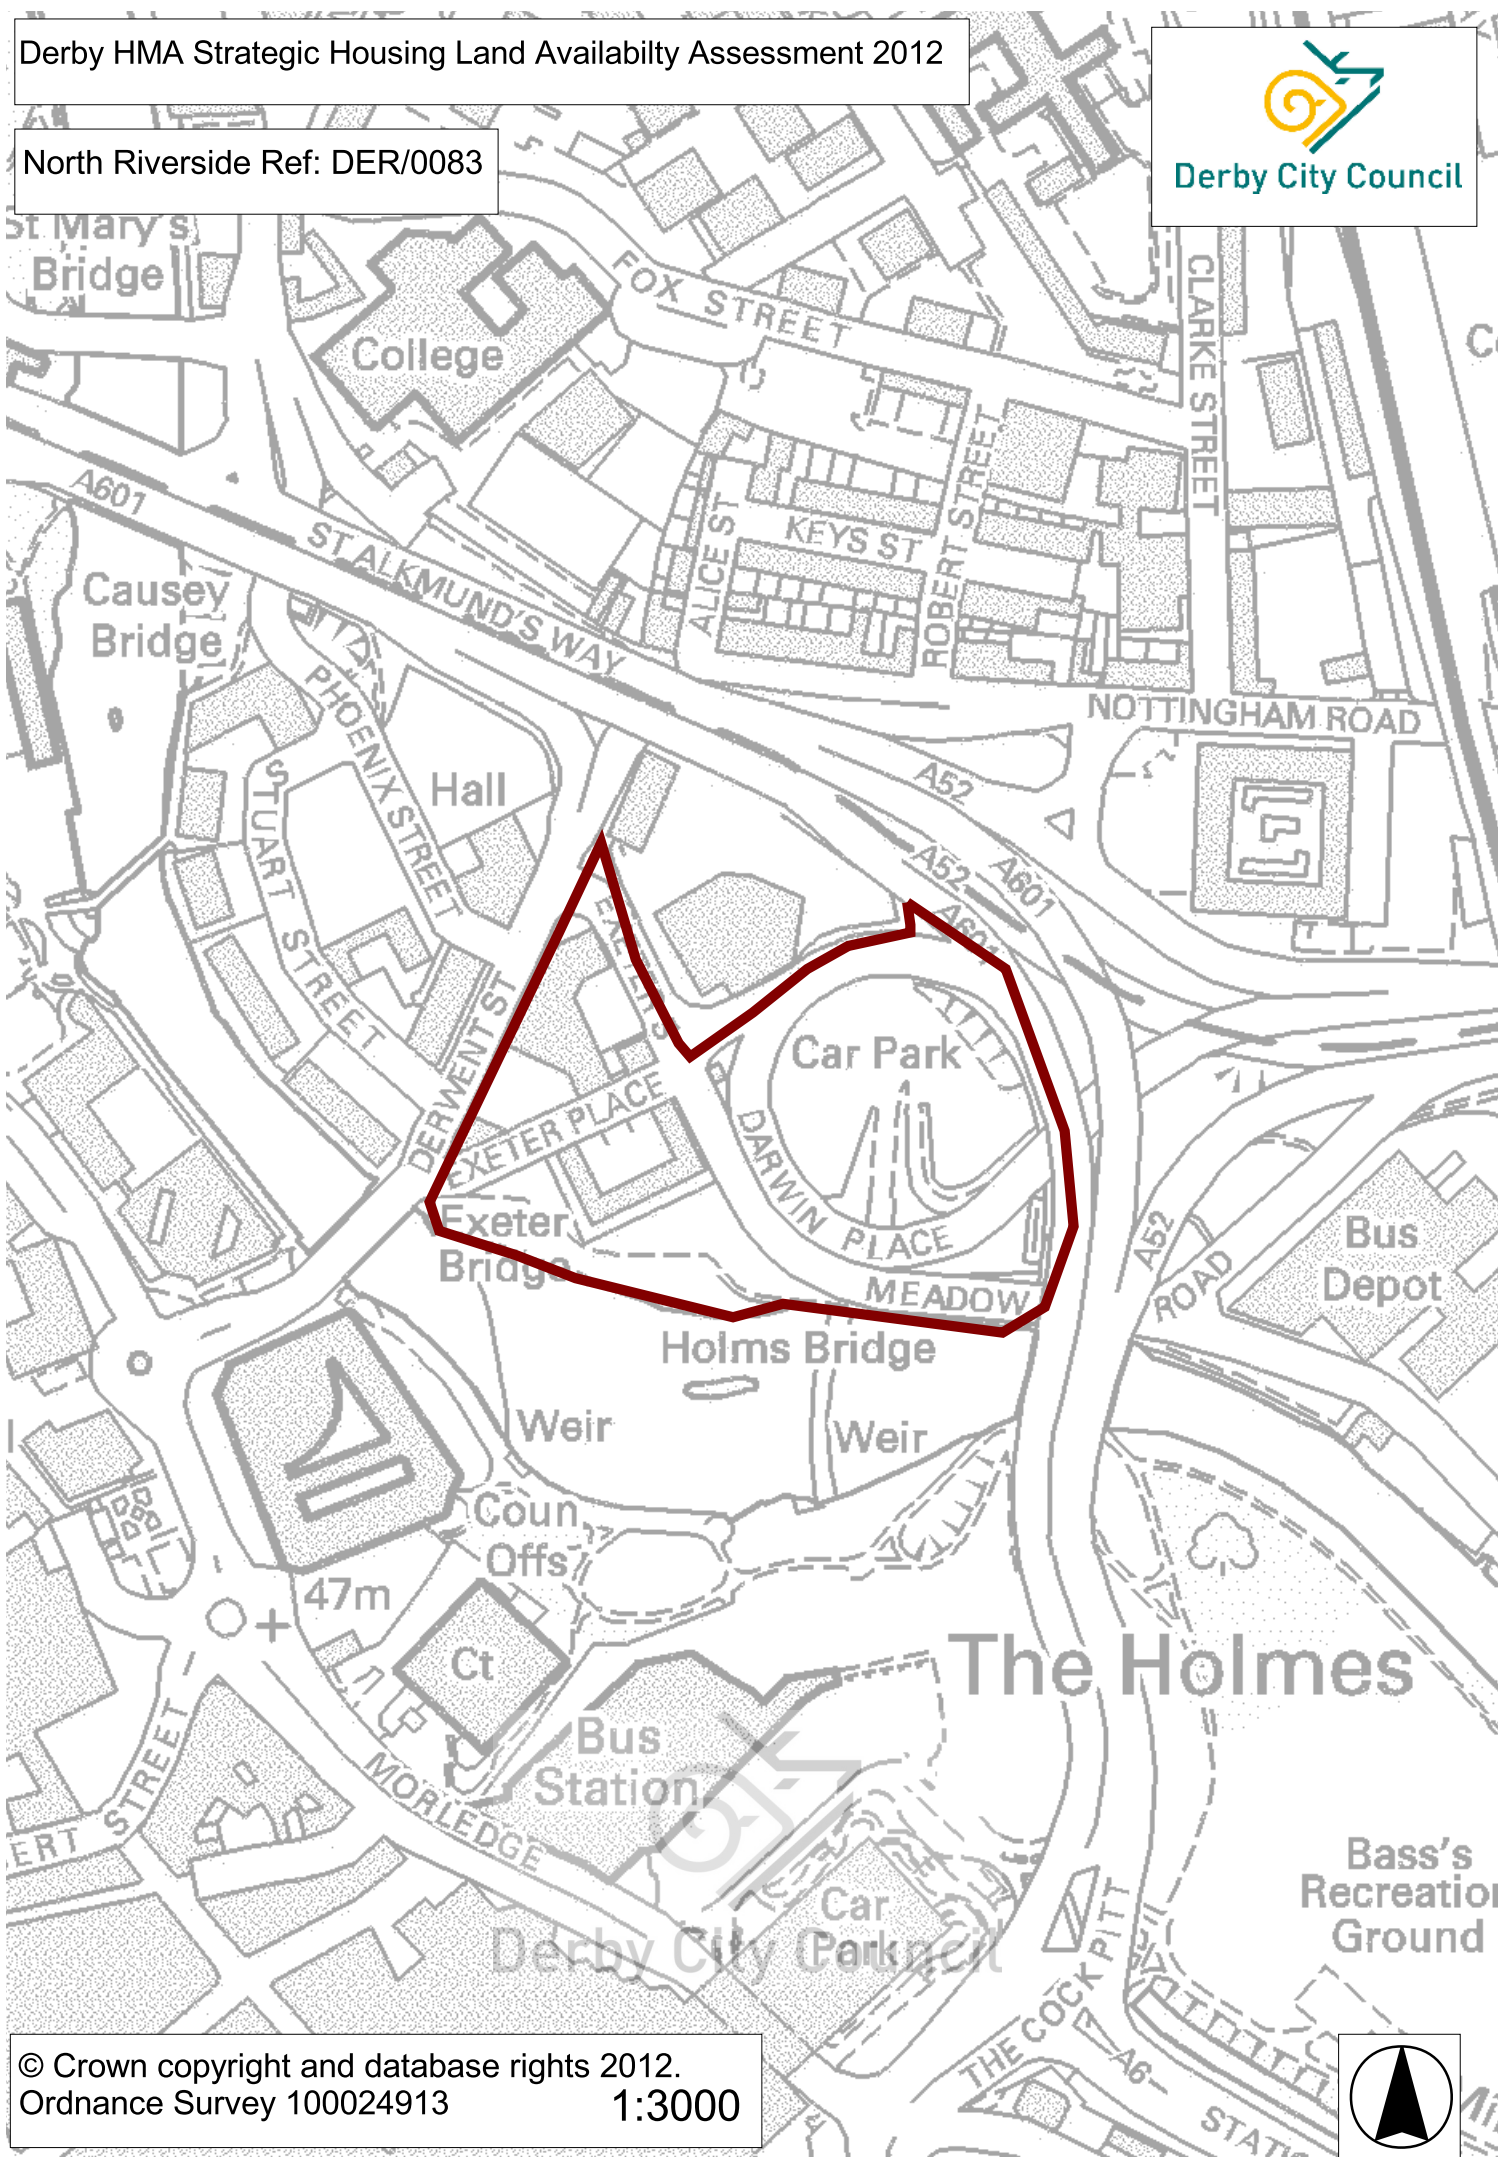 Derby HMA Strategic Housing Land Availabilty Assessment 2012
North Riverside Ref: DER/0083
Derby City Council
St Mary's
Bridge
College
FOX STREET
CLARKE STREET
A601
ST ALKMUND'S WAY
ALICE ST
KEYS ST
ROBERT STREET
Causey
Bridge
NOTTINGHAM ROAD
PHOENIX STREET
STUART STREET
Hall
A52
A52
A601
A601
DERWENT ST
EXETER PLACE
Car Park
DARWIN PLACE
Exeter
Bridge
MEADOW
ROAD
A52
Bus
Depot
Holms Bridge
Weir
Weir
Coun
Offs
47m
Ct
The Holmes
Bus
Station
MORLEDGE
STREET
ERT
Car
Park
Derby City Council
Bass's
Recreation
Ground
THE COCK PITT
A6
© Crown copyright and database rights 2012.
Ordnance Survey 100024913
1:3000